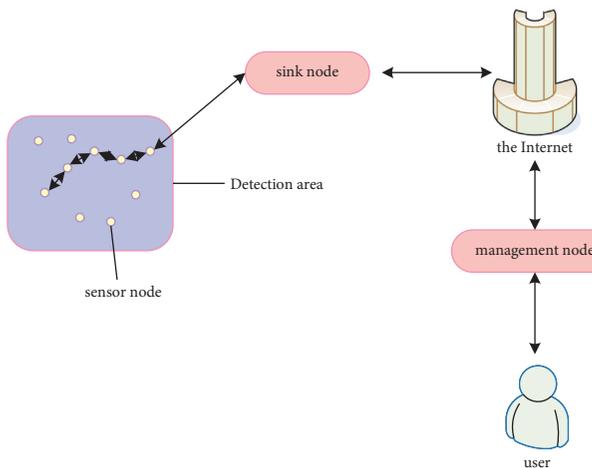 sink node
the Internet
Detection area
management node
sensor node
user